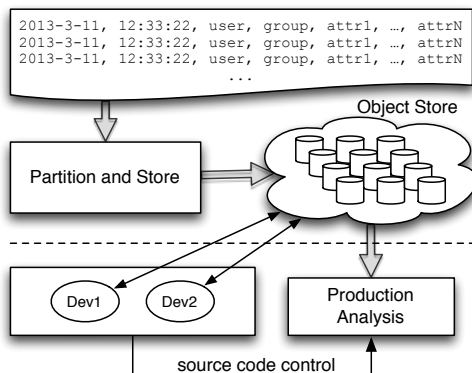 2013-3-11, 12:33:22, user, group, attr1, …, attrN
2013-3-11, 12:33:22, user, group, attr1, …, attrN
2013-3-11, 12:33:22, user, group, attr1, …, attrN
...
Object Store
Partition and Store
Dev1
Dev2
Production
Analysis
source code control